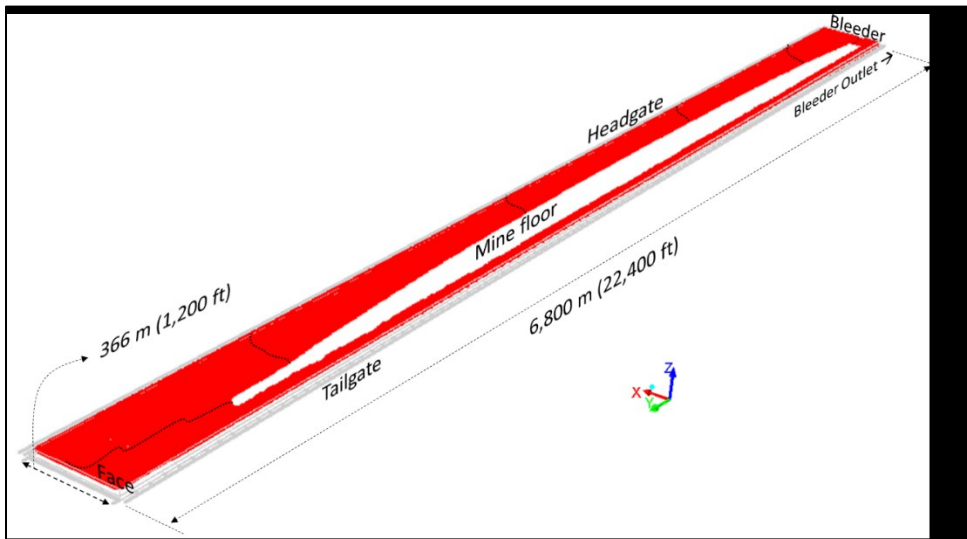 Bleeder
Bleeder Outlet →
Headgate
Mine floor
366 m (1,200 ft)
6,800 m (22,400 ft)
Tailgate
Z
X
Y
Face